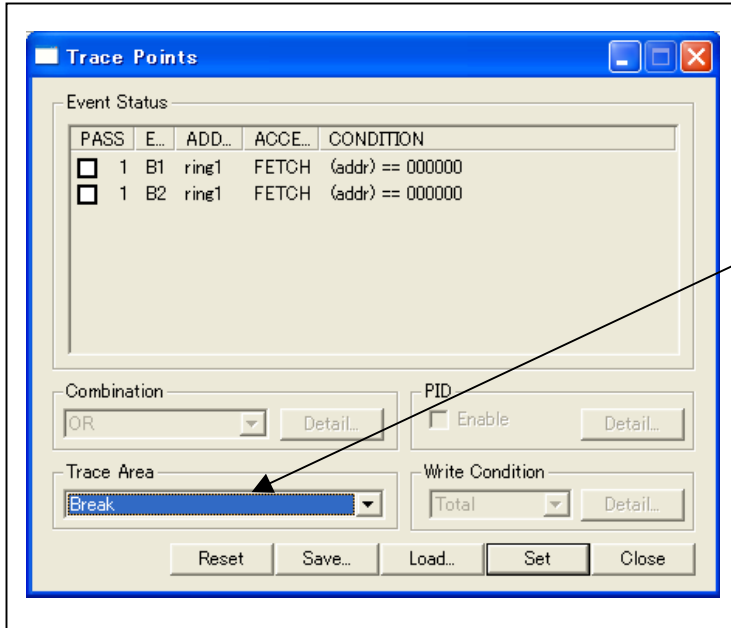 Trace Points
Event Status
PASS E... ADD... ACCE... CONDITION
1 B1 ring1 FETCH (addr) == 000000
1 B2 ring1 FETCH (addr) == 000000
Combination
OR Detail...
PID
Enable Detail...
Trace Area
Break
Write Condition
Total Detail...
Reset Save... Load... Set Close